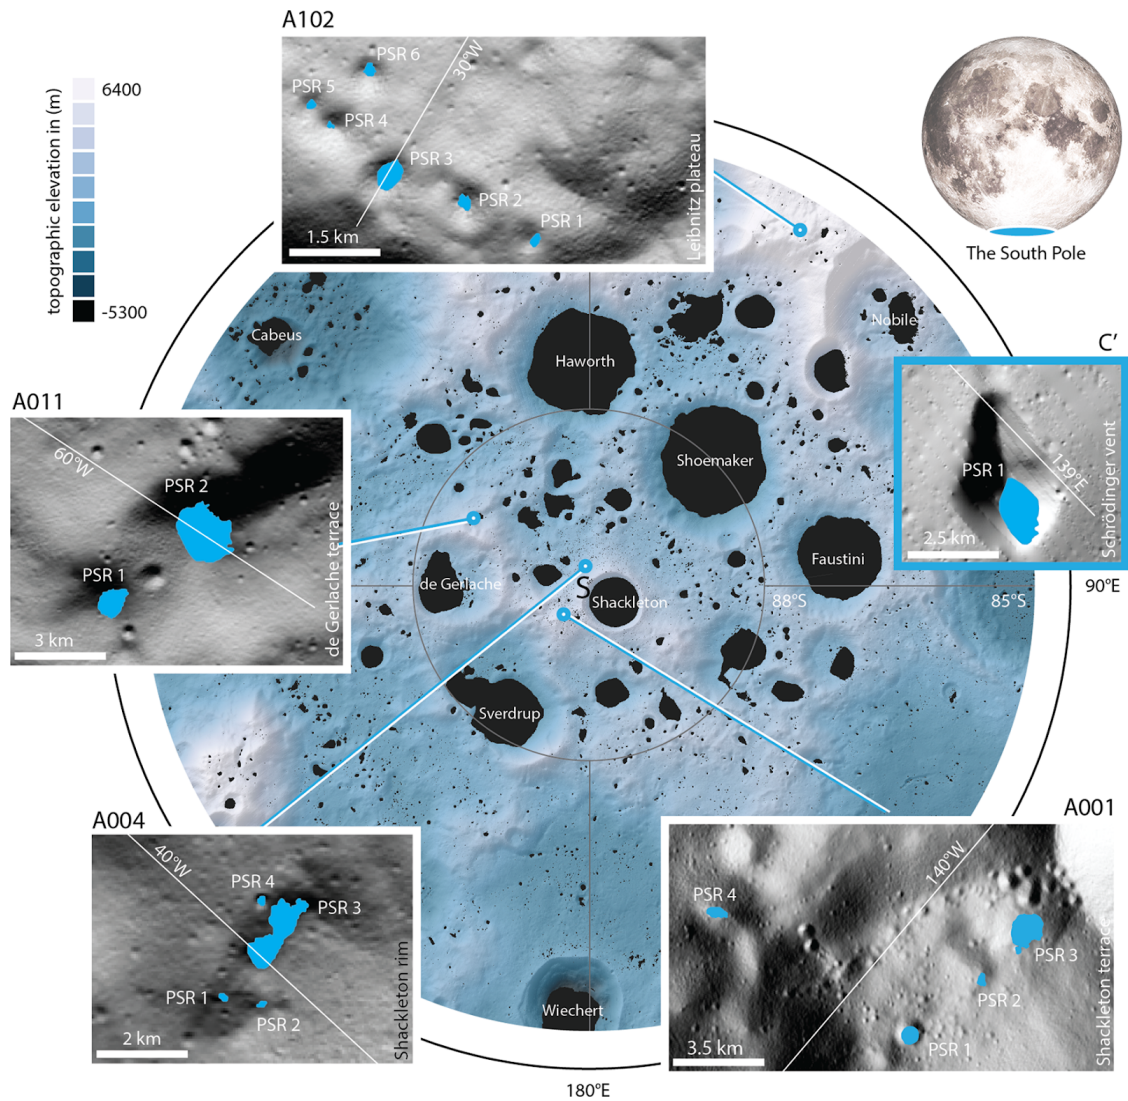 A102
6400
topographic elevation in (m)
-5300
PSR 6
30°W
PSR 5
PSR 4
PSR 3
PSR 2
PSR 1
1.5 km
Leibnitz plateau
The South Pole
Cabeus
Haworth
Nobile
C’
PSR 1
139°E
2.5 km
Schrödinger vent
A011
60°W
PSR 2
PSR 1
3 km
de Gerlache terrace
Shoemaker
Faustini
de Gerlache
S
Shackleton
88°S
85°S
90°E
Sverdrup
Wiechert
180°E
A004
40°W
PSR 4
PSR 3
PSR 1
PSR 2
2 km
Shackleton rim
A001
140°W
PSR 4
PSR 3
PSR 2
PSR 1
3.5 km
Shackleton terrace